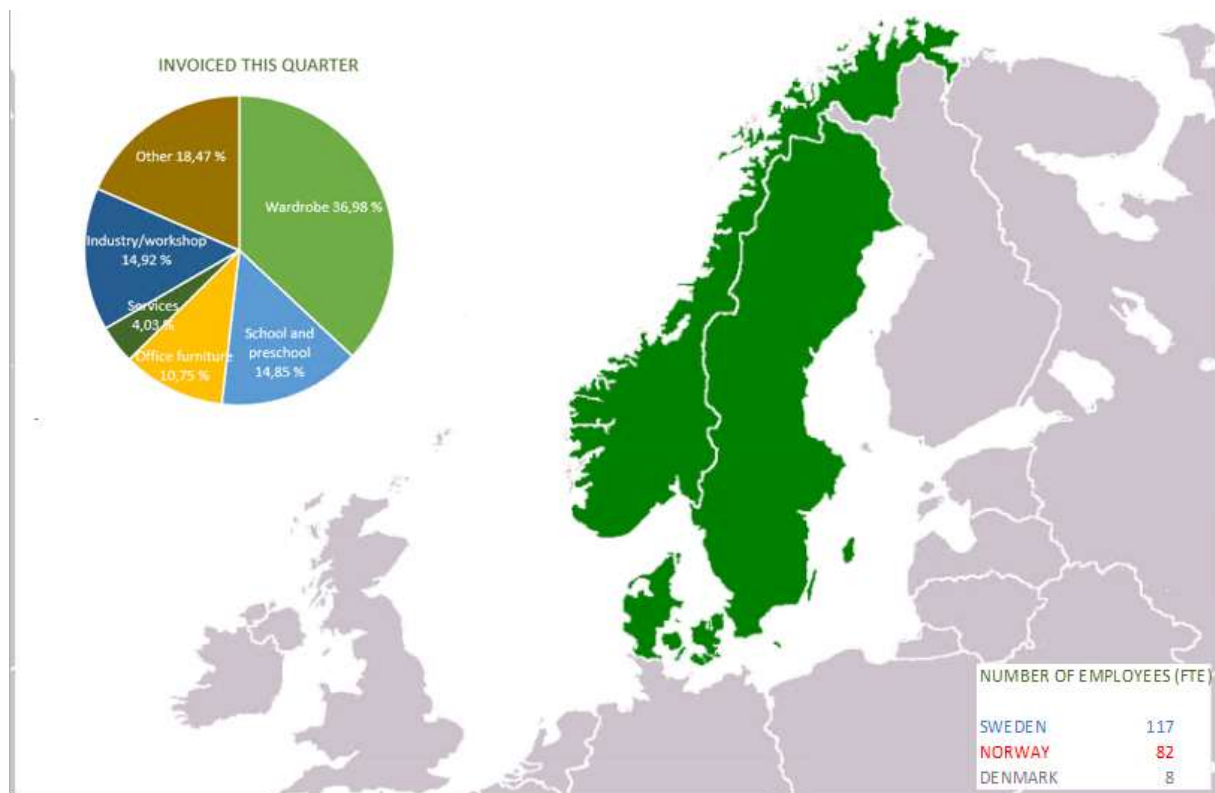 INVOICED THIS QUARTER
Other 18,47 %
Wardrobe 36,98 %
Industry/workshop
14,92 %
Services
4,03 %
Office furniture
10,75 %
School and
preschool
14,85 %
NUMBER OF EMPLOYEES (FTE)
SWEDEN 117
NORWAY 82
DENMARK 8